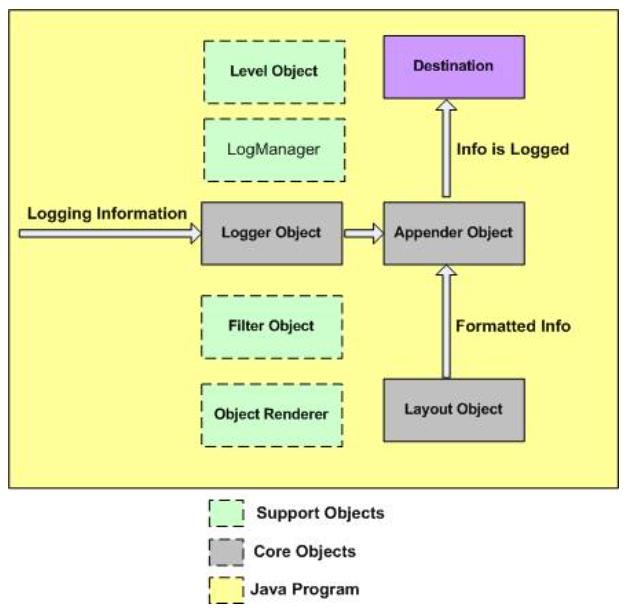 Level Object
Destination
LogManager
Info is Logged
Logging Information
Logger Object
Appender Object
Filter Object
Formatted Info
Object Renderer
Layout Object
Support Objects
Core Objects
Java Program